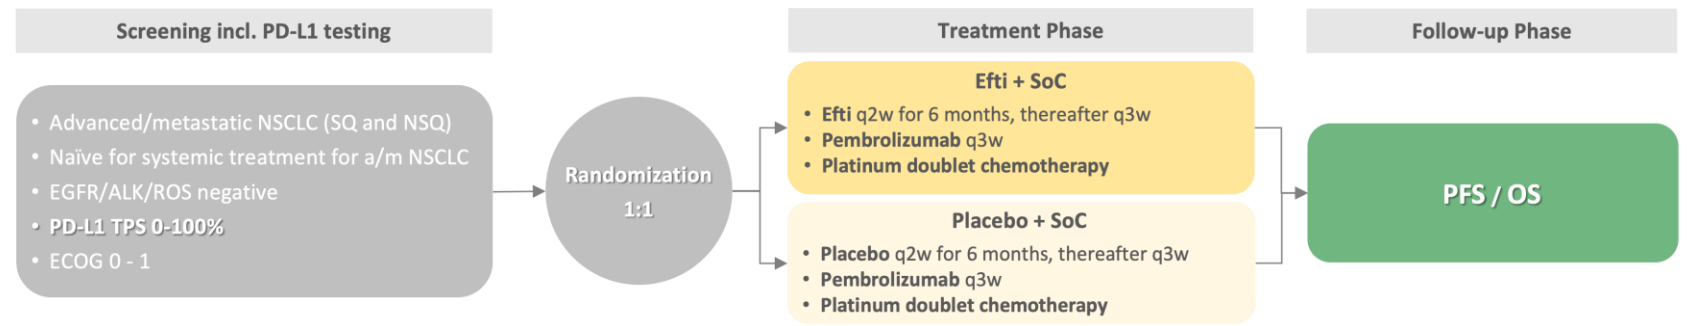 Screening incl. PD-L1 testing
• Advanced/metastatic NSCLC (SQ and NSQ)
• Naïve for systemic treatment for a/m NSCLC
• EGFR/ALK/ROS negative
• PD-L1 TPS 0-100%
• ECOG 0 - 1
Randomization
1:1
Treatment Phase
Efti + SoC
• Efti q2w for 6 months, thereafter q3w
• Pembrolizumab q3w
• Platinum doublet chemotherapy
Placebo + SoC
• Placebo q2w for 6 months, thereafter q3w
• Pembrolizumab q3w
• Platinum doublet chemotherapy
Follow-up Phase
PFS / OS